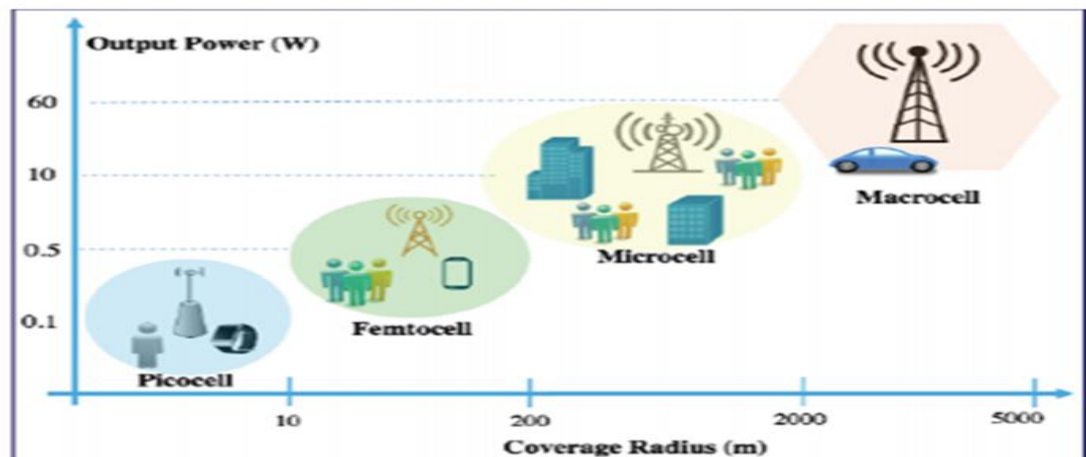 Output Power (W)
60
10
0.5
0.1
Macrocell
Microcell
Femtocell
Picocell
10
200
2000
5000
Coverage Radius (m)